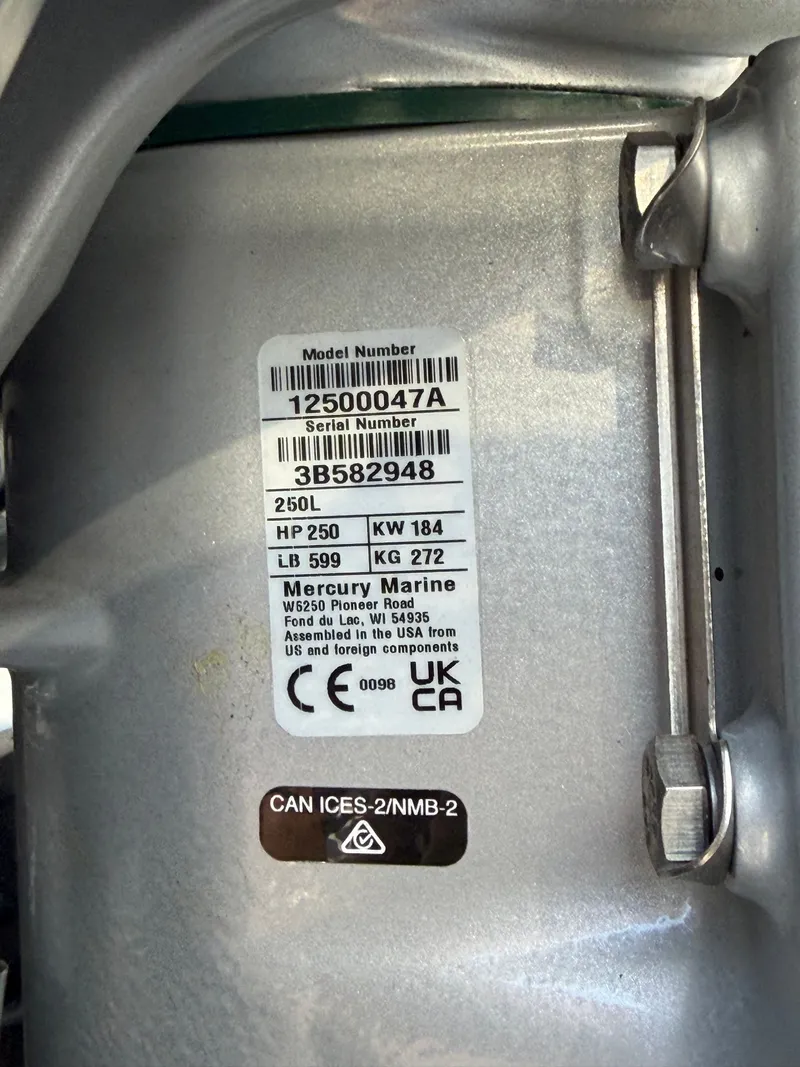 Model Number
12500047A
Serial Number
3B582948
250L
HP 250 KW 184
LB 599 KG 272
Mercury Marine
W6250 Pioneer Road
Fond du Lac, WI 54935
Assembled in the USA from
US and foreign components
CE 0098 UK
CA
CAN ICES-2/NMB-2